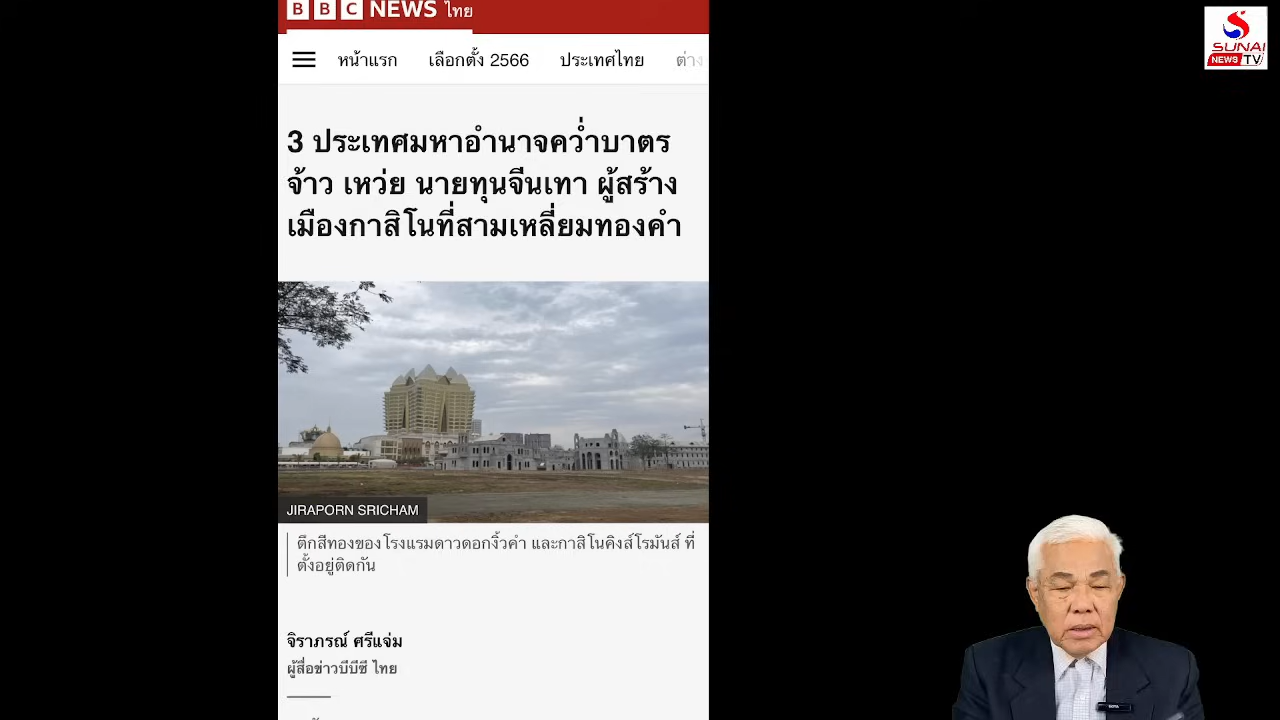 BBC NEWS ไทย
SUNAI
NEWS TV
หน้าแรก เลือกตั้ง 2566 ประเทศไทย ต่าง
3 ประเทศมหาอำนาจคว่ำบาตร
จ้าว เหว่ย นายทุนจีนเทา ผู้สร้าง
เมืองกาสิโนที่สามเหลี่ยมทองคำ
JIRAPORN SRICHAM
ตึกสีทองของโรงแรมดาวดอกงิ้วคำ และกาสิโนคิงส์โรมันส์ ที่
ตั้งอยู่ติดกัน
จิราภรณ์ ศรีแจ่ม
ผู้สื่อข่าวบีบีซี ไทย